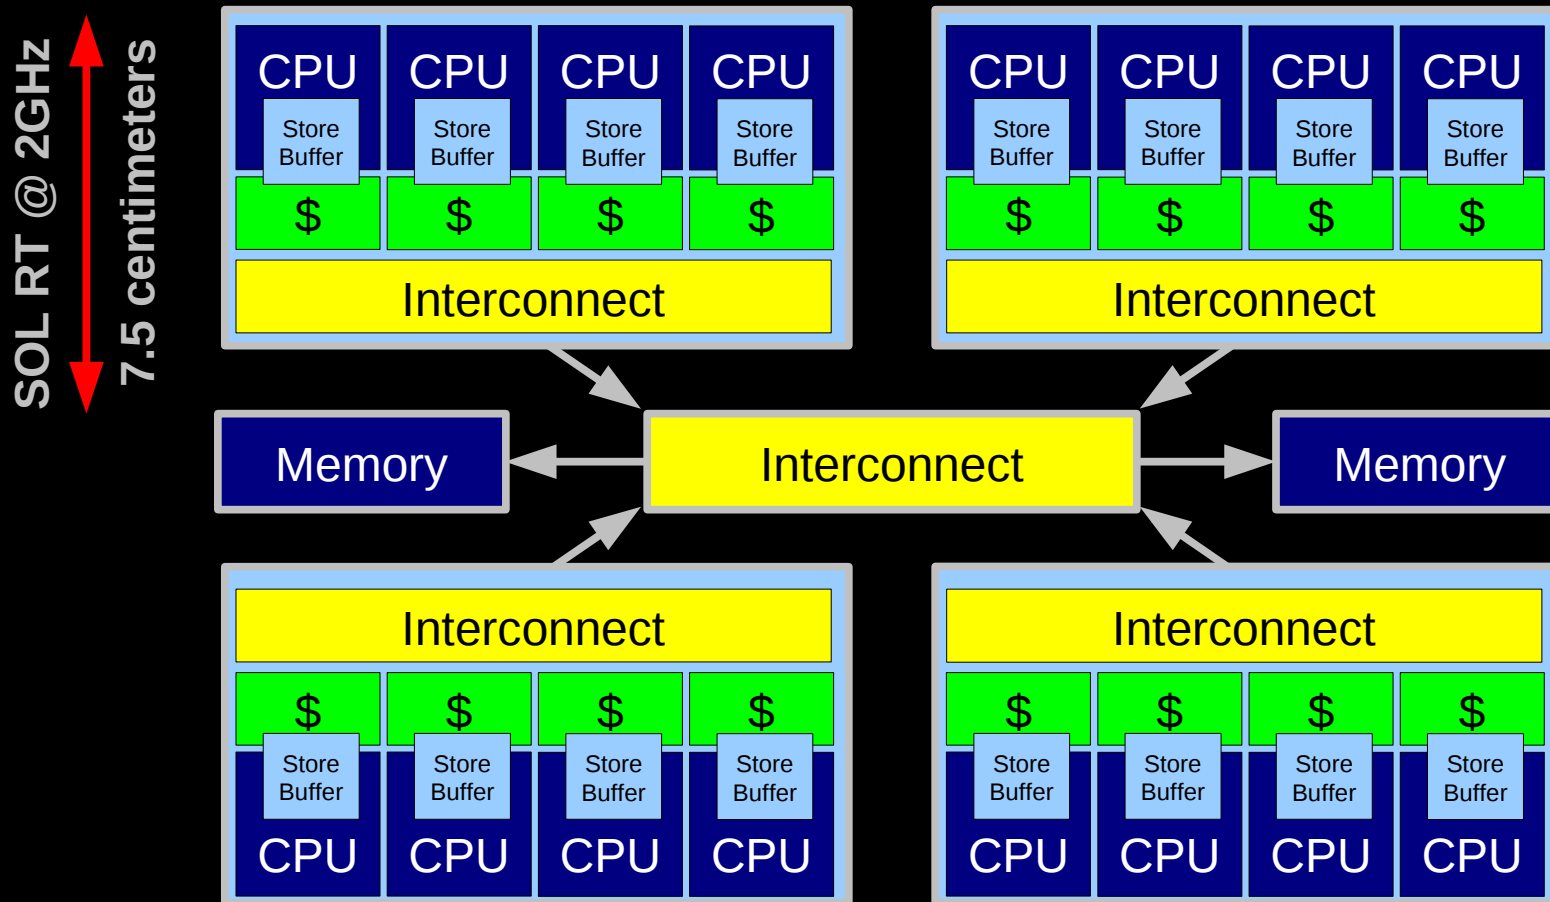 SOL RT @ 2GHz
7.5 centimeters
CPU CPU CPU CPU
Store Buffer Store Buffer Store Buffer Store Buffer
$ $ $ $
Interconnect
CPU CPU CPU CPU
Store Buffer Store Buffer Store Buffer Store Buffer
$ $ $ $
Interconnect
Memory
Interconnect
Memory
Interconnect
$ $ $ $
Store Buffer Store Buffer Store Buffer Store Buffer
CPU CPU CPU CPU
Interconnect
$ $ $ $
Store Buffer Store Buffer Store Buffer Store Buffer
CPU CPU CPU CPU